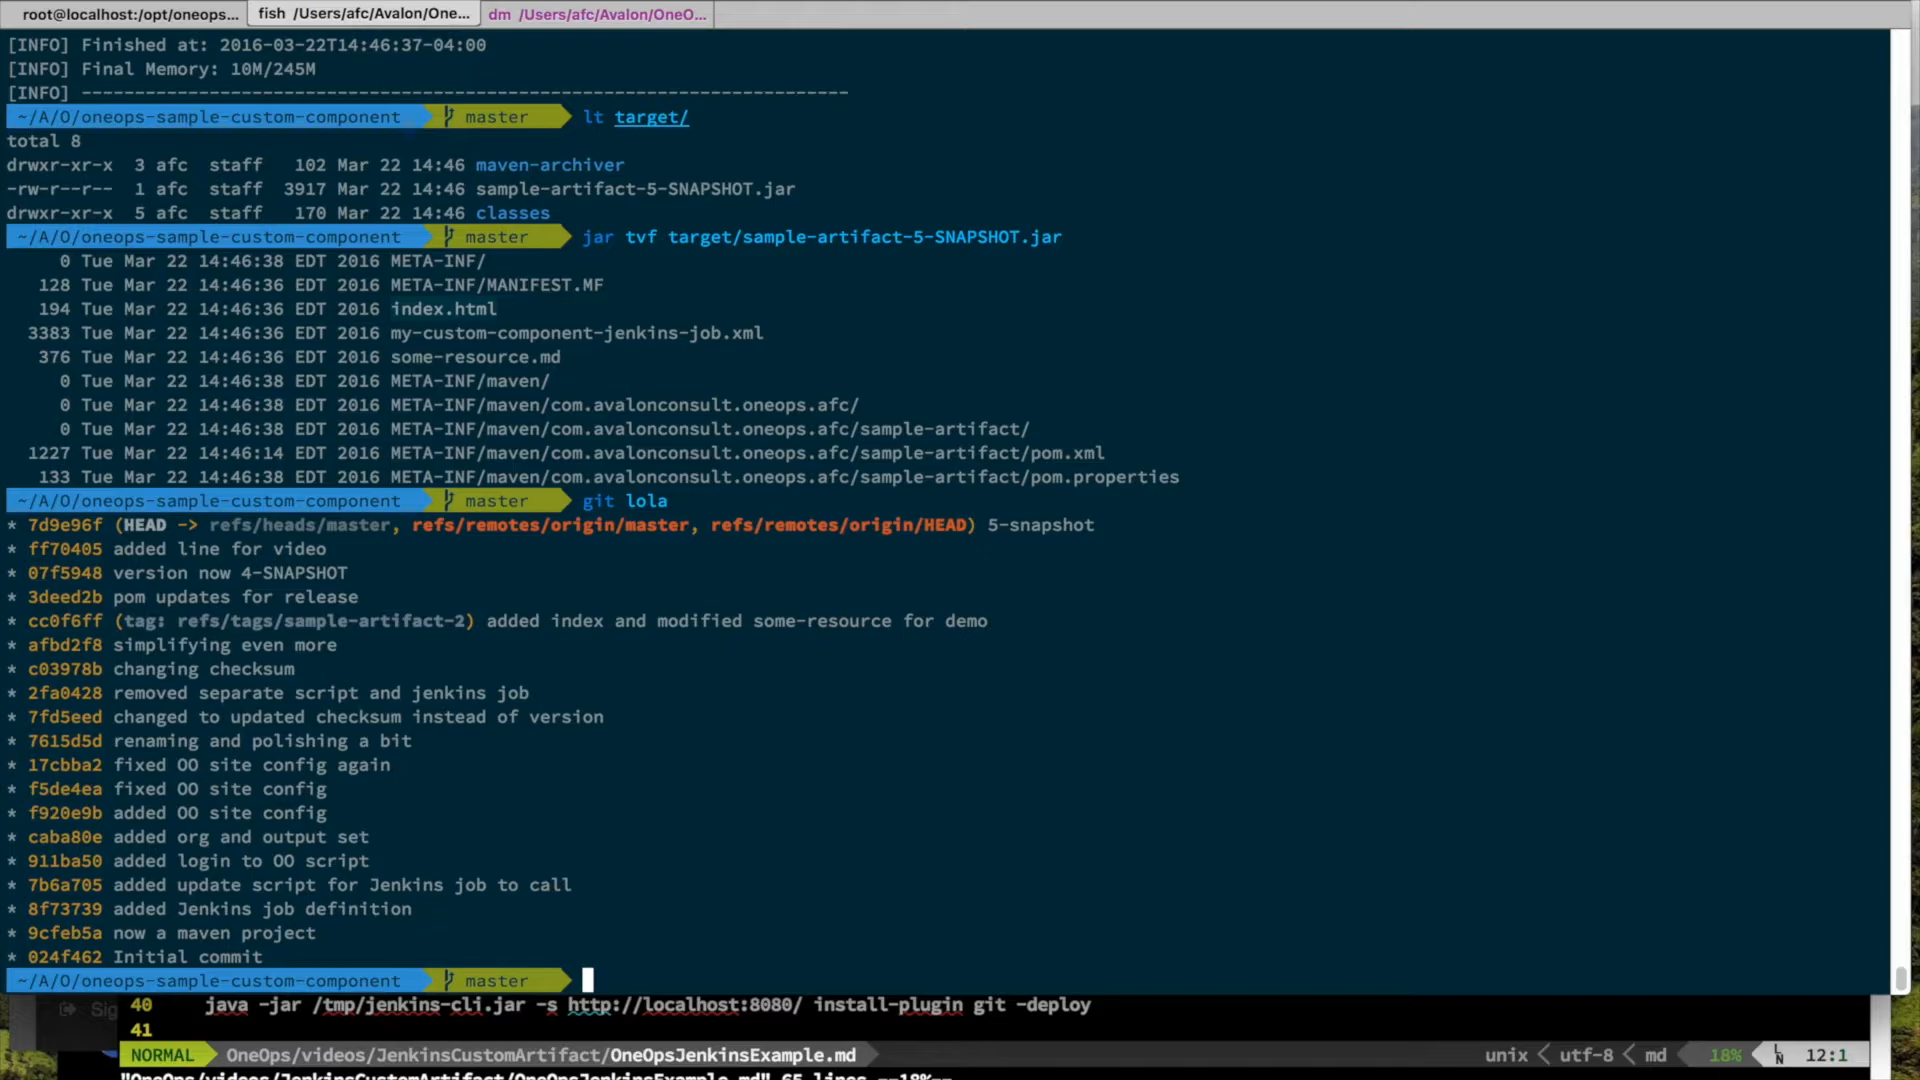 root@localhost:/opt/oneops... fish /Users/afc/Avalon/One... dm /Users/afc/Avalon/OneO...
[INFO] Finished at: 2016-03-22T14:46:37-04:00
[INFO] Final Memory: 10M/245M
[INFO] ------------------------------------------------------------------------
~/A/O/oneops-sample-custom-component master lt target/
total 8
drwxr-xr-x 3 afc staff 102 Mar 22 14:46 maven-archiver
-rw-r--r-- 1 afc staff 3917 Mar 22 14:46 sample-artifact-5-SNAPSHOT.jar
drwxr-xr-x 5 afc staff 170 Mar 22 14:46 classes
~/A/O/oneops-sample-custom-component master jar tvf target/sample-artifact-5-SNAPSHOT.jar
0 Tue Mar 22 14:46:38 EDT 2016 META-INF/
128 Tue Mar 22 14:46:36 EDT 2016 META-INF/MANIFEST.MF
194 Tue Mar 22 14:46:36 EDT 2016 index.html
3383 Tue Mar 22 14:46:36 EDT 2016 my-custom-component-jenkins-job.xml
376 Tue Mar 22 14:46:36 EDT 2016 some-resource.md
0 Tue Mar 22 14:46:38 EDT 2016 META-INF/maven/
0 Tue Mar 22 14:46:38 EDT 2016 META-INF/maven/com.avalonconsult.oneops.afc/
0 Tue Mar 22 14:46:38 EDT 2016 META-INF/maven/com.avalonconsult.oneops.afc/sample-artifact/
1227 Tue Mar 22 14:46:14 EDT 2016 META-INF/maven/com.avalonconsult.oneops.afc/sample-artifact/pom.xml
133 Tue Mar 22 14:46:38 EDT 2016 META-INF/maven/com.avalonconsult.oneops.afc/sample-artifact/pom.properties
~/A/O/oneops-sample-custom-component master git lola
* 7d9e96f (HEAD -> refs/heads/master, refs/remotes/origin/master, refs/remotes/origin/HEAD) 5-snapshot
* ff70405 added line for video
* 07f5948 version now 4-SNAPSHOT
* 3deed2b pom updates for release
* cc0f6ff (tag: refs/tags/sample-artifact-2) added index and modified some-resource for demo
* afbd2f8 simplifying even more
* c03978b changing checksum
* 2fa0428 removed separate script and jenkins job
* 7fd5eed changed to updated checksum instead of version
* 7615d5d renaming and polishing a bit
* 17cbba2 fixed OO site config again
* f5de4ea fixed OO site config
* f920e9b added OO site config
* caba80e added org and output set
* 911ba50 added login to OO script
* 7b6a705 added update script for Jenkins job to call
* 8f73739 added Jenkins job definition
* 9cfeb5a now a maven project
* 024f462 Initial commit
~/A/O/oneops-sample-custom-component master
Sig 40 java -jar /tmp/jenkins-cli.jar -s http://localhost:8080/ install-plugin git -deploy
41
NORMAL OneOps/videos/JenkinsCustomArtifact/OneOpsJenkinsExample.md unix < utf-8 < md 18% LN 12:1
"OneOps/videos/JenkinsCustomArtifact/OneOpsJenkinsExample.md" 65 lines --18%--